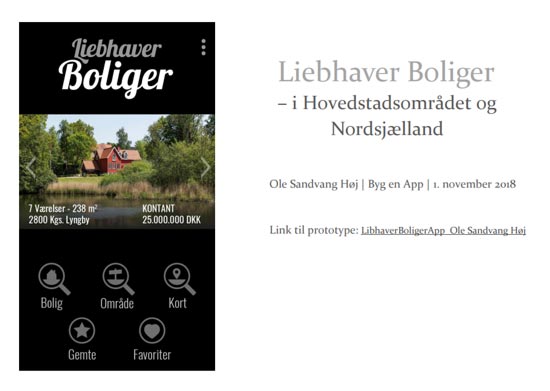 Liebhaver
Boliger
7 Værelser - 238 m²
2800 Kgs. Lyngby
KONTANT
25.000.000 DKK
Bolig
Område
Kort
Gemte
Favoriter
Liebhaver Boliger
– i Hovedstadsområdet og
Nordsjælland
Ole Sandvang Høj | Byg en App | 1. november 2018
Link til prototype: LibhaverBoligerApp_Ole Sandvang Høj